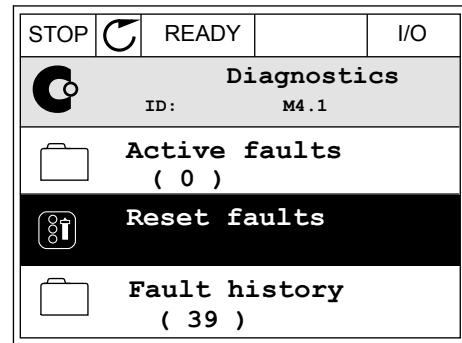 STOP READY I/O
Diagnostics
ID: M4.1
Active faults
( 0 )
Reset faults
Fault history
( 39 )